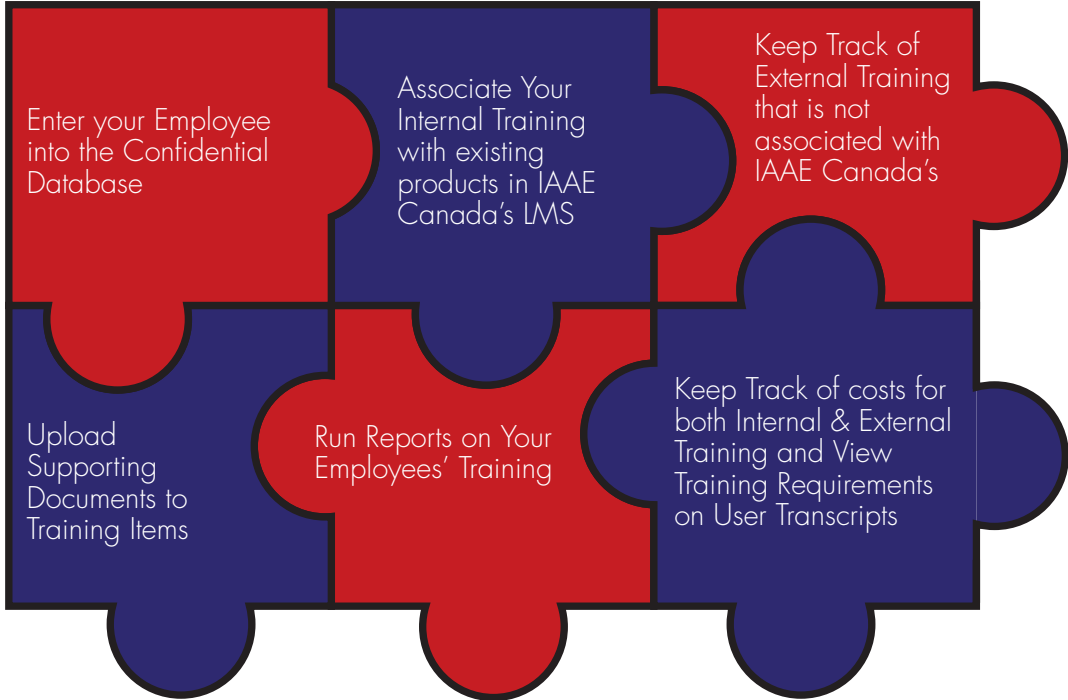 Enter your Employee
into the Confidential
Database
Associate Your
Internal Training
with existing
products in IAAE
Canada's LMS
Keep Track of
External Training
that is not
associated with
IAAE Canada's
Upload
Supporting
Documents to
Training Items
Run Reports on Your
Employees' Training
Keep Track of costs for
both Internal & External
Training and View
Training Requirements
on User Transcripts